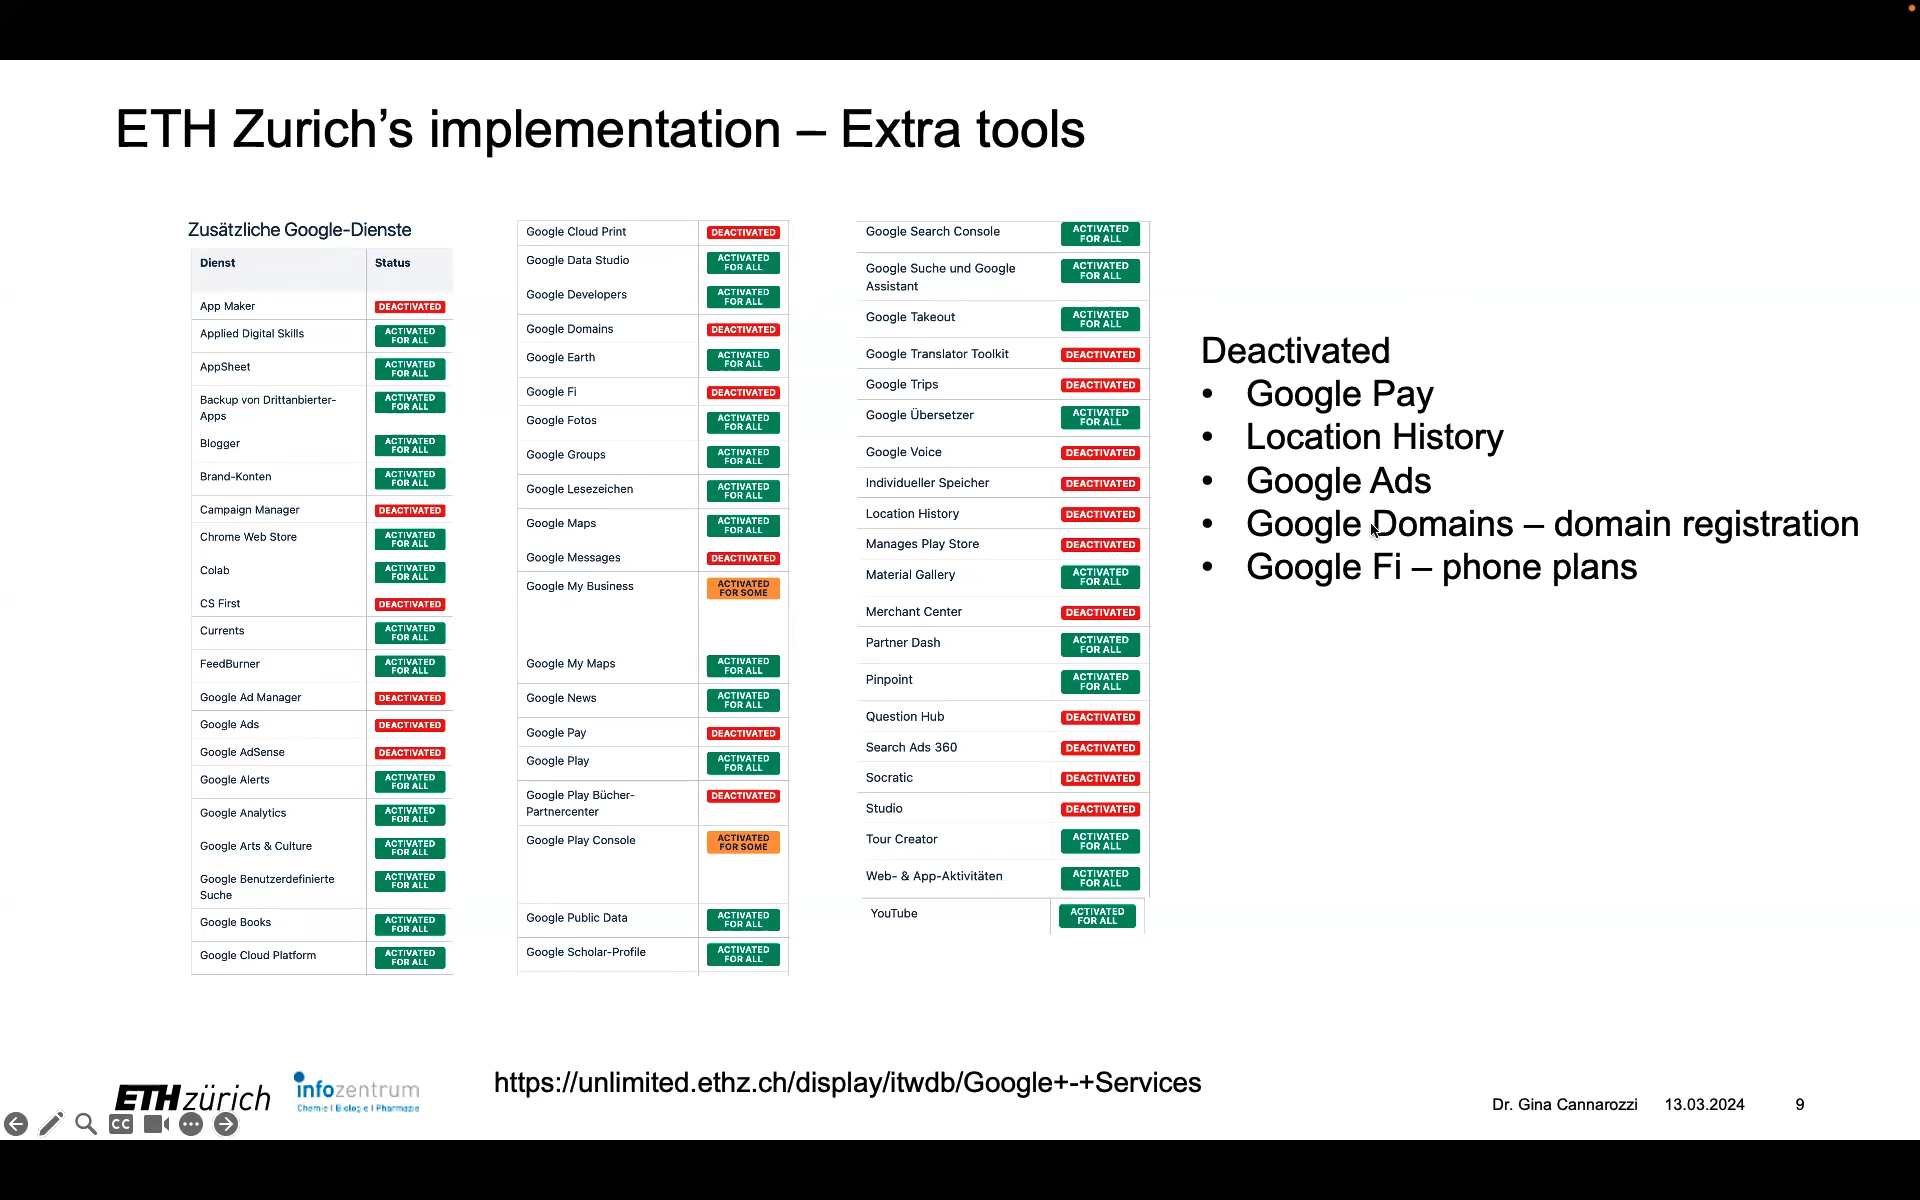 ETH Zurich’s implementation – Extra tools
Zusätzliche Google-Dienste
Dienst Status
App Maker DEACTIVATED
Applied Digital Skills ACTIVATED
FOR ALL
AppSheet ACTIVATED
FOR ALL
Backup von Drittanbieter- ACTIVATED
Apps FOR ALL
Blogger ACTIVATED
FOR ALL
Brand-Konten ACTIVATED
FOR ALL
Campaign Manager DEACTIVATED
Chrome Web Store ACTIVATED
FOR ALL
Colab ACTIVATED
FOR ALL
CS First DEACTIVATED
Currents ACTIVATED
FOR ALL
FeedBurner ACTIVATED
FOR ALL
Google Ad Manager DEACTIVATED
Google Ads DEACTIVATED
Google AdSense DEACTIVATED
Google Alerts ACTIVATED
FOR ALL
Google Analytics ACTIVATED
FOR ALL
Google Arts & Culture ACTIVATED
FOR ALL
Google Benutzerdefinierte ACTIVATED
Suche FOR ALL
Google Books ACTIVATED
FOR ALL
Google Cloud Platform ACTIVATED
FOR ALL
Google Cloud Print DEACTIVATED
Google Data Studio ACTIVATED
FOR ALL
Google Developers ACTIVATED
FOR ALL
Google Domains DEACTIVATED
Google Earth ACTIVATED
FOR ALL
Google Fi DEACTIVATED
Google Fotos ACTIVATED
FOR ALL
Google Groups ACTIVATED
FOR ALL
Google Lesezeichen ACTIVATED
FOR ALL
Google Maps ACTIVATED
FOR ALL
Google Messages DEACTIVATED
Google My Business ACTIVATED
FOR SOME
Google My Maps ACTIVATED
FOR ALL
Google News ACTIVATED
FOR ALL
Google Pay DEACTIVATED
Google Play ACTIVATED
FOR ALL
Google Play Bücher- DEACTIVATED
Partnercenter
Google Play Console ACTIVATED
FOR SOME
Google Public Data ACTIVATED
FOR ALL
Google Scholar-Profile ACTIVATED
FOR ALL
Google Search Console ACTIVATED
FOR ALL
Google Suche und Google ACTIVATED
Assistant FOR ALL
Google Takeout ACTIVATED
FOR ALL
Google Translator Toolkit DEACTIVATED
Google Trips DEACTIVATED
Google Übersetzer ACTIVATED
FOR ALL
Google Voice DEACTIVATED
Individueller Speicher DEACTIVATED
Location History DEACTIVATED
Manages Play Store DEACTIVATED
Material Gallery ACTIVATED
FOR ALL
Merchant Center DEACTIVATED
Partner Dash ACTIVATED
FOR ALL
Pinpoint ACTIVATED
FOR ALL
Question Hub DEACTIVATED
Search Ads 360 DEACTIVATED
Socratic DEACTIVATED
Studio DEACTIVATED
Tour Creator ACTIVATED
FOR ALL
Web- & App-Aktivitäten ACTIVATED
FOR ALL
YouTube ACTIVATED
FOR ALL
Deactivated
• Google Pay
• Location History
• Google Ads
• Google Domains – domain registration
• Google Fi – phone plans
ETH zürich
infozentrum
Chemie | Biologie | Pharmazie
https://unlimited.ethz.ch/display/itwdb/Google+-+Services
Dr. Gina Cannarozzi 13.03.2024 9
CC